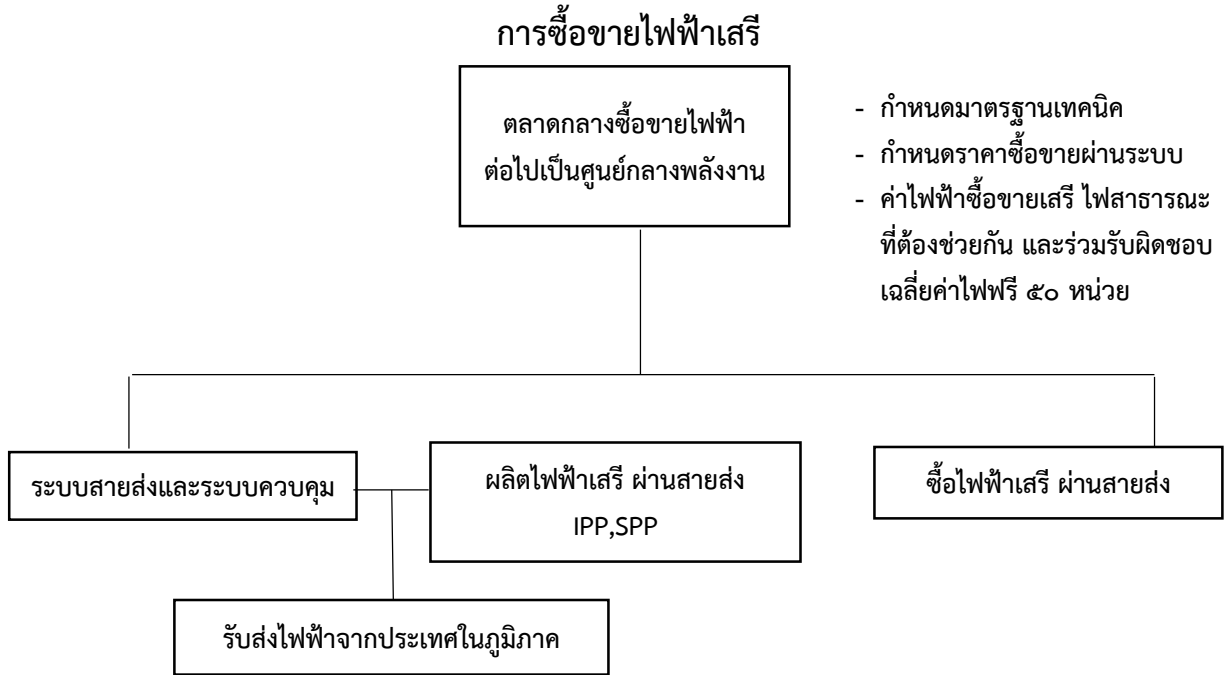 การซื้อขายไฟฟ้าเสรี
ตลาดกลางซื้อขายไฟฟ้า
ต่อไปเป็นศูนย์กลางพลังงาน
- กำหนดมาตรฐานเทคนิค
- กำหนดราคาซื้อขายผ่านระบบ
- ค่าไฟฟ้าซื้อขายเสรี ไฟสาธารณะ
ที่ต้องช่วยกัน และร่วมรับผิดชอบ
เฉลี่ยค่าไฟฟรี ๕๐ หน่วย
ระบบสายส่งและระบบควบคุม
ผลิตไฟฟ้าเสรี ผ่านสายส่ง
IPP,SPP
ซื้อไฟฟ้าเสรี ผ่านสายส่ง
รับส่งไฟฟ้าจากประเทศในภูมิภาค